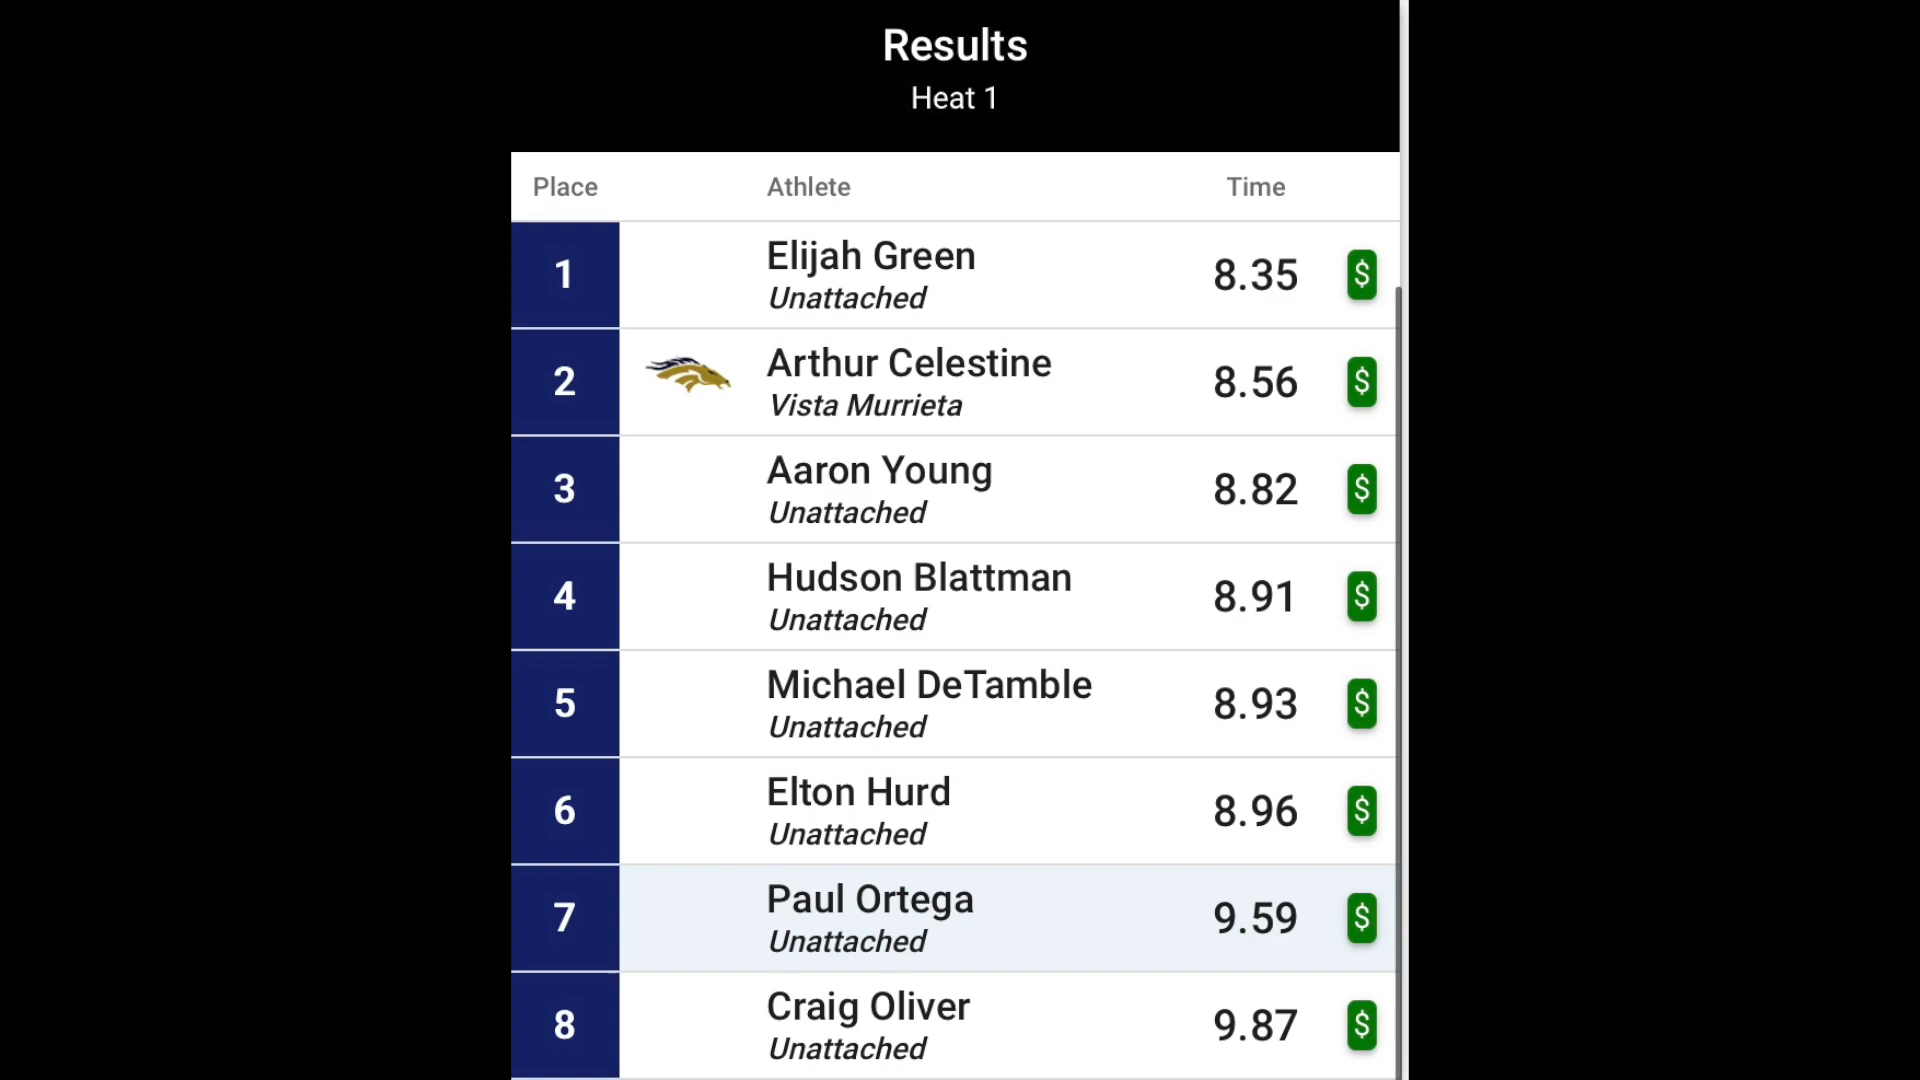 Results
Heat 1
Place Athlete Time
1 Elijah Green 8.35 $
Unattached
2 Arthur Celestine 8.56 $
Vista Murrieta
3 Aaron Young 8.82 $
Unattached
4 Hudson Blattman 8.91 $
Unattached
5 Michael DeTamble 8.93 $
Unattached
6 Elton Hurd 8.96 $
Unattached
7 Paul Ortega 9.59 $
Unattached
8 Craig Oliver 9.87 $
Unattached